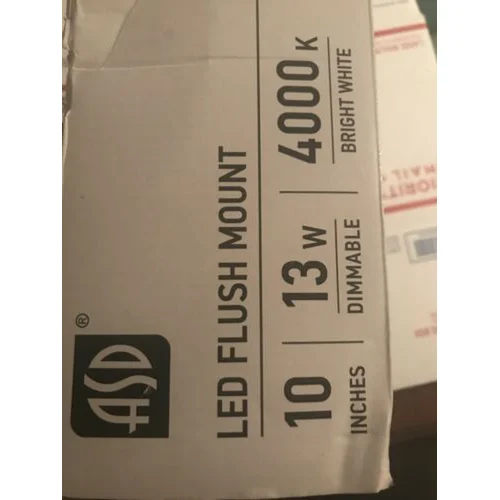 ASD®
LED FLUSH MOUNT
10 | 13 W | 4000 K
INCHES DIMMABLE BRIGHT WHITE